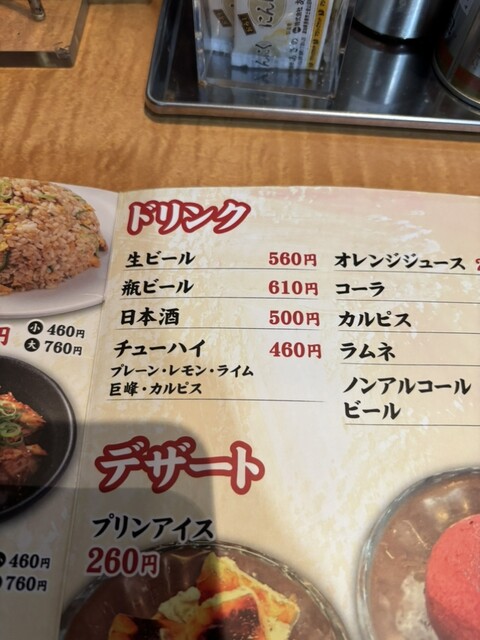 にんにく
ドリンク
生ビール 560円
瓶ビール 610円
日本酒 500円
チューハイ 460円
プレーン・レモン・ライム
巨峰・カルピス
オレンジジュース
コーラ
カルピス
ラムネ
ノンアルコール
ビール
円
小 460円
大 760円
デザート
プリンアイス
260円
460円
760円